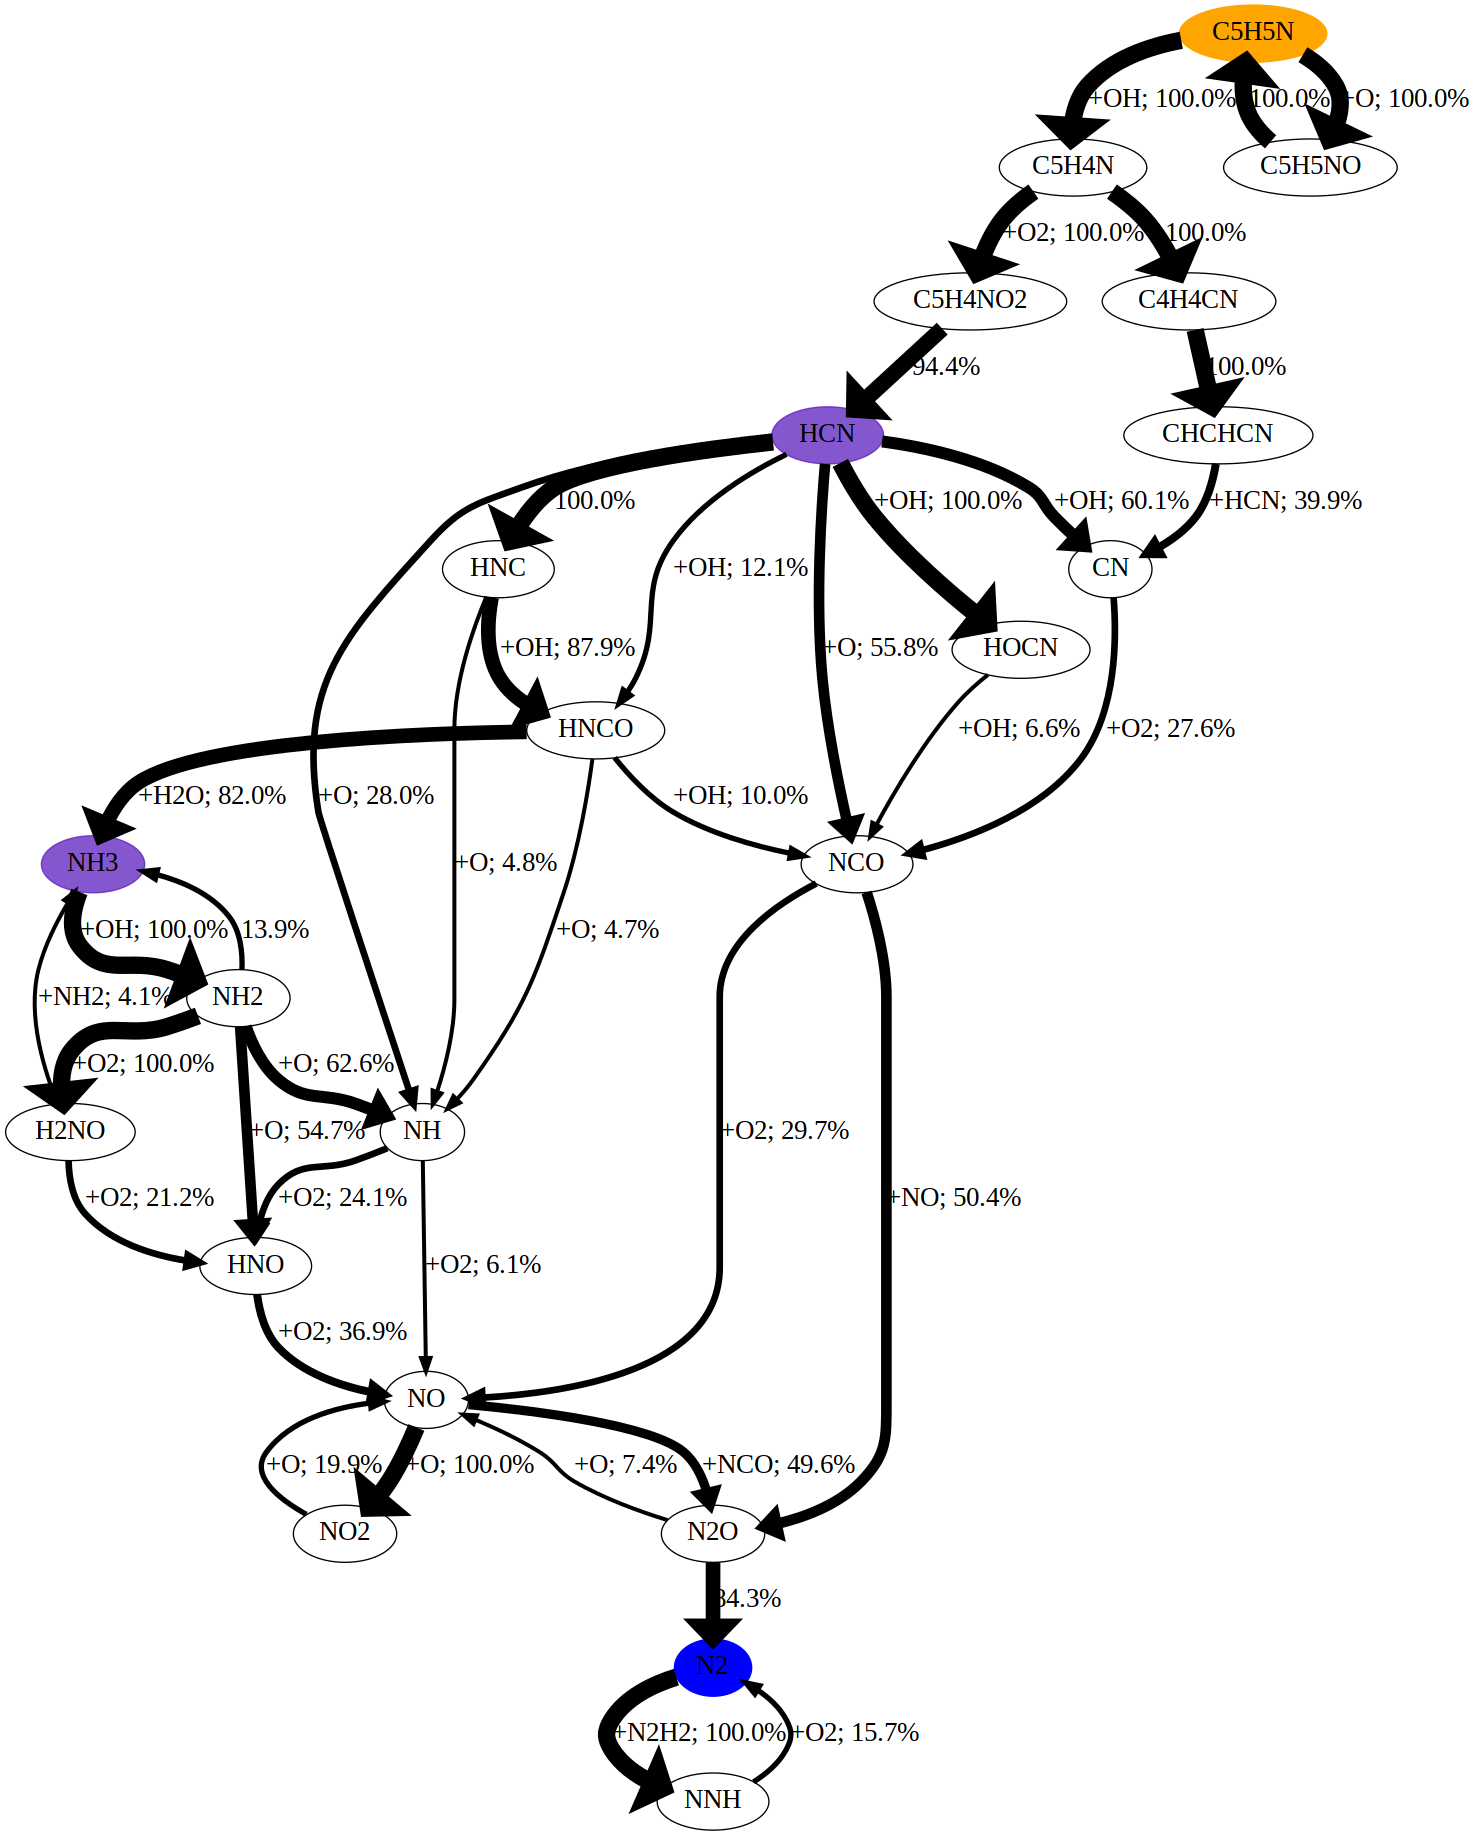 C5H5N
+OH; 100.0%
100.0%
+O; 100.0%
C5H4N
C5H5NO
+O2; 100.0%
100.0%
C5H4NO2
C4H4CN
94.4%
100.0%
HCN
CHCHCN
100.0%
+OH; 100.0%
+OH; 60.1%
+HCN; 39.9%
HNC
+OH; 12.1%
CN
+OH; 87.9%
+O; 55.8%
HOCN
HNCO
+OH; 6.6%
+O2; 27.6%
+H2O; 82.0%
+O; 28.0%
+OH; 10.0%
NH3
+O; 4.8%
NCO
+OH; 100.0%
13.9%
+O; 4.7%
+NH2; 4.1%
NH2
+O2; 100.0%
+O; 62.6%
H2NO
+O; 54.7%
NH
+O2; 29.7%
+O2; 21.2%
+O2; 24.1%
+NO; 50.4%
HNO
+O2; 6.1%
+O2; 36.9%
NO
+O; 19.9%
+O; 100.0%
+O; 7.4%
+NCO; 49.6%
NO2
N2O
84.3%
N2
+N2H2; 100.0%
+O2; 15.7%
NNH